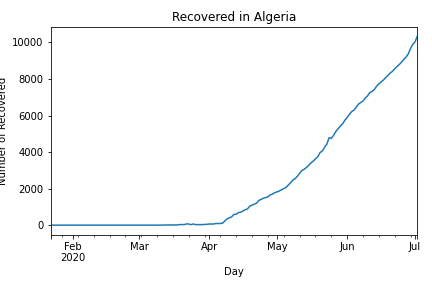 Recovered in Algeria
Number of Recovered
10000
8000
6000
4000
2000
0
Feb Mar Apr May Jun Jul
2020
Day